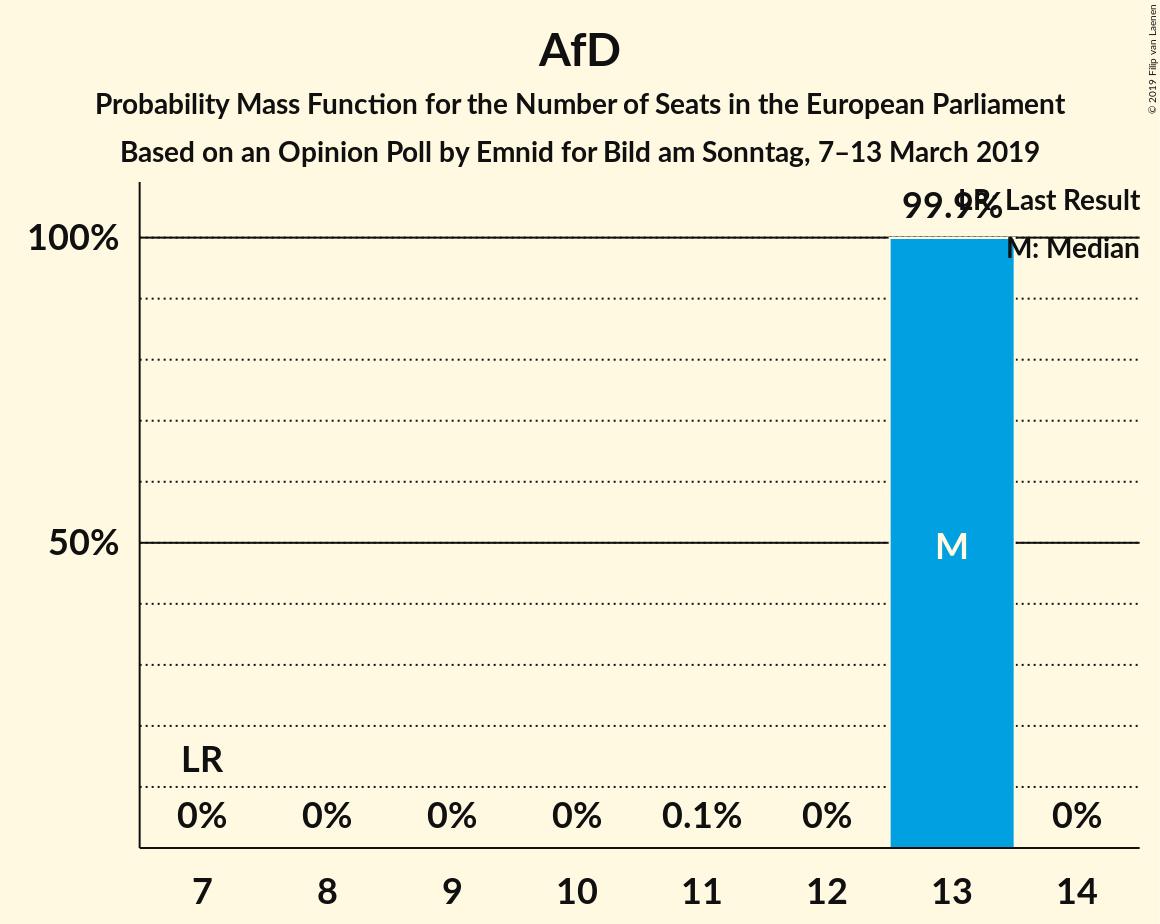 AfD
Probability Mass Function for the Number of Seats in the European Parliament
Based on an Opinion Poll by Emnid for Bild am Sonntag, 7–13 March 2019
© 2019 Filip van Laenen
LR: Last Result
M: Median
99.9%
100%
50%
M
LR
0% 0% 0% 0% 0.1% 0% 0%
7 8 9 10 11 12 13 14